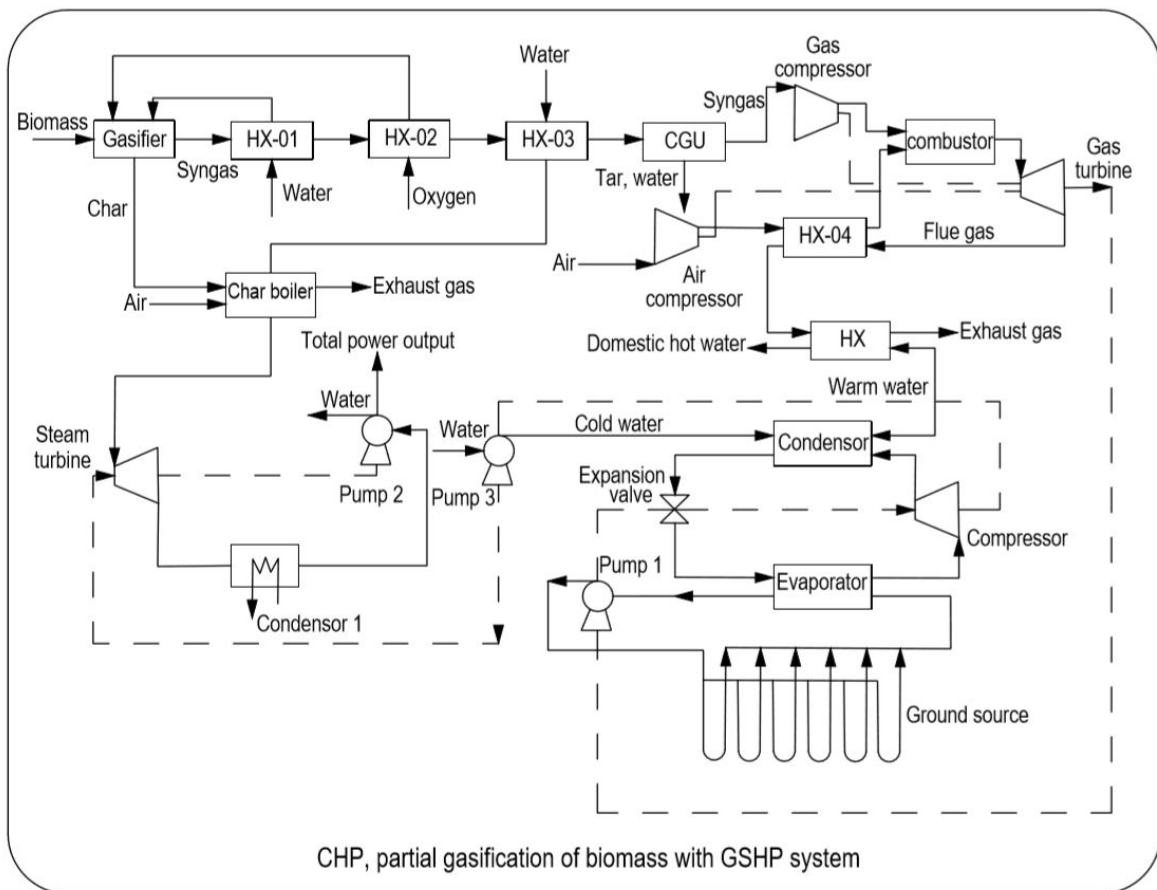 Water
Gas
compressor
Syngas
Biomass
Gasifier
HX-01
HX-02
HX-03
CGU
combustor
Gas
turbine
Syngas
Water
Oxygen
Tar, water
Char
HX-04
Flue gas
Air
Air
compressor
Char boiler
Exhaust gas
Air
Total power output
HX
Exhaust gas
Domestic hot water
Warm water
Water
Steam
turbine
Water
Cold water
Condensor
Pump 2
Pump 3
Expansion
valve
Compressor
Pump 1
Evaporator
Condensor 1
Ground source
CHP, partial gasification of biomass with GSHP system